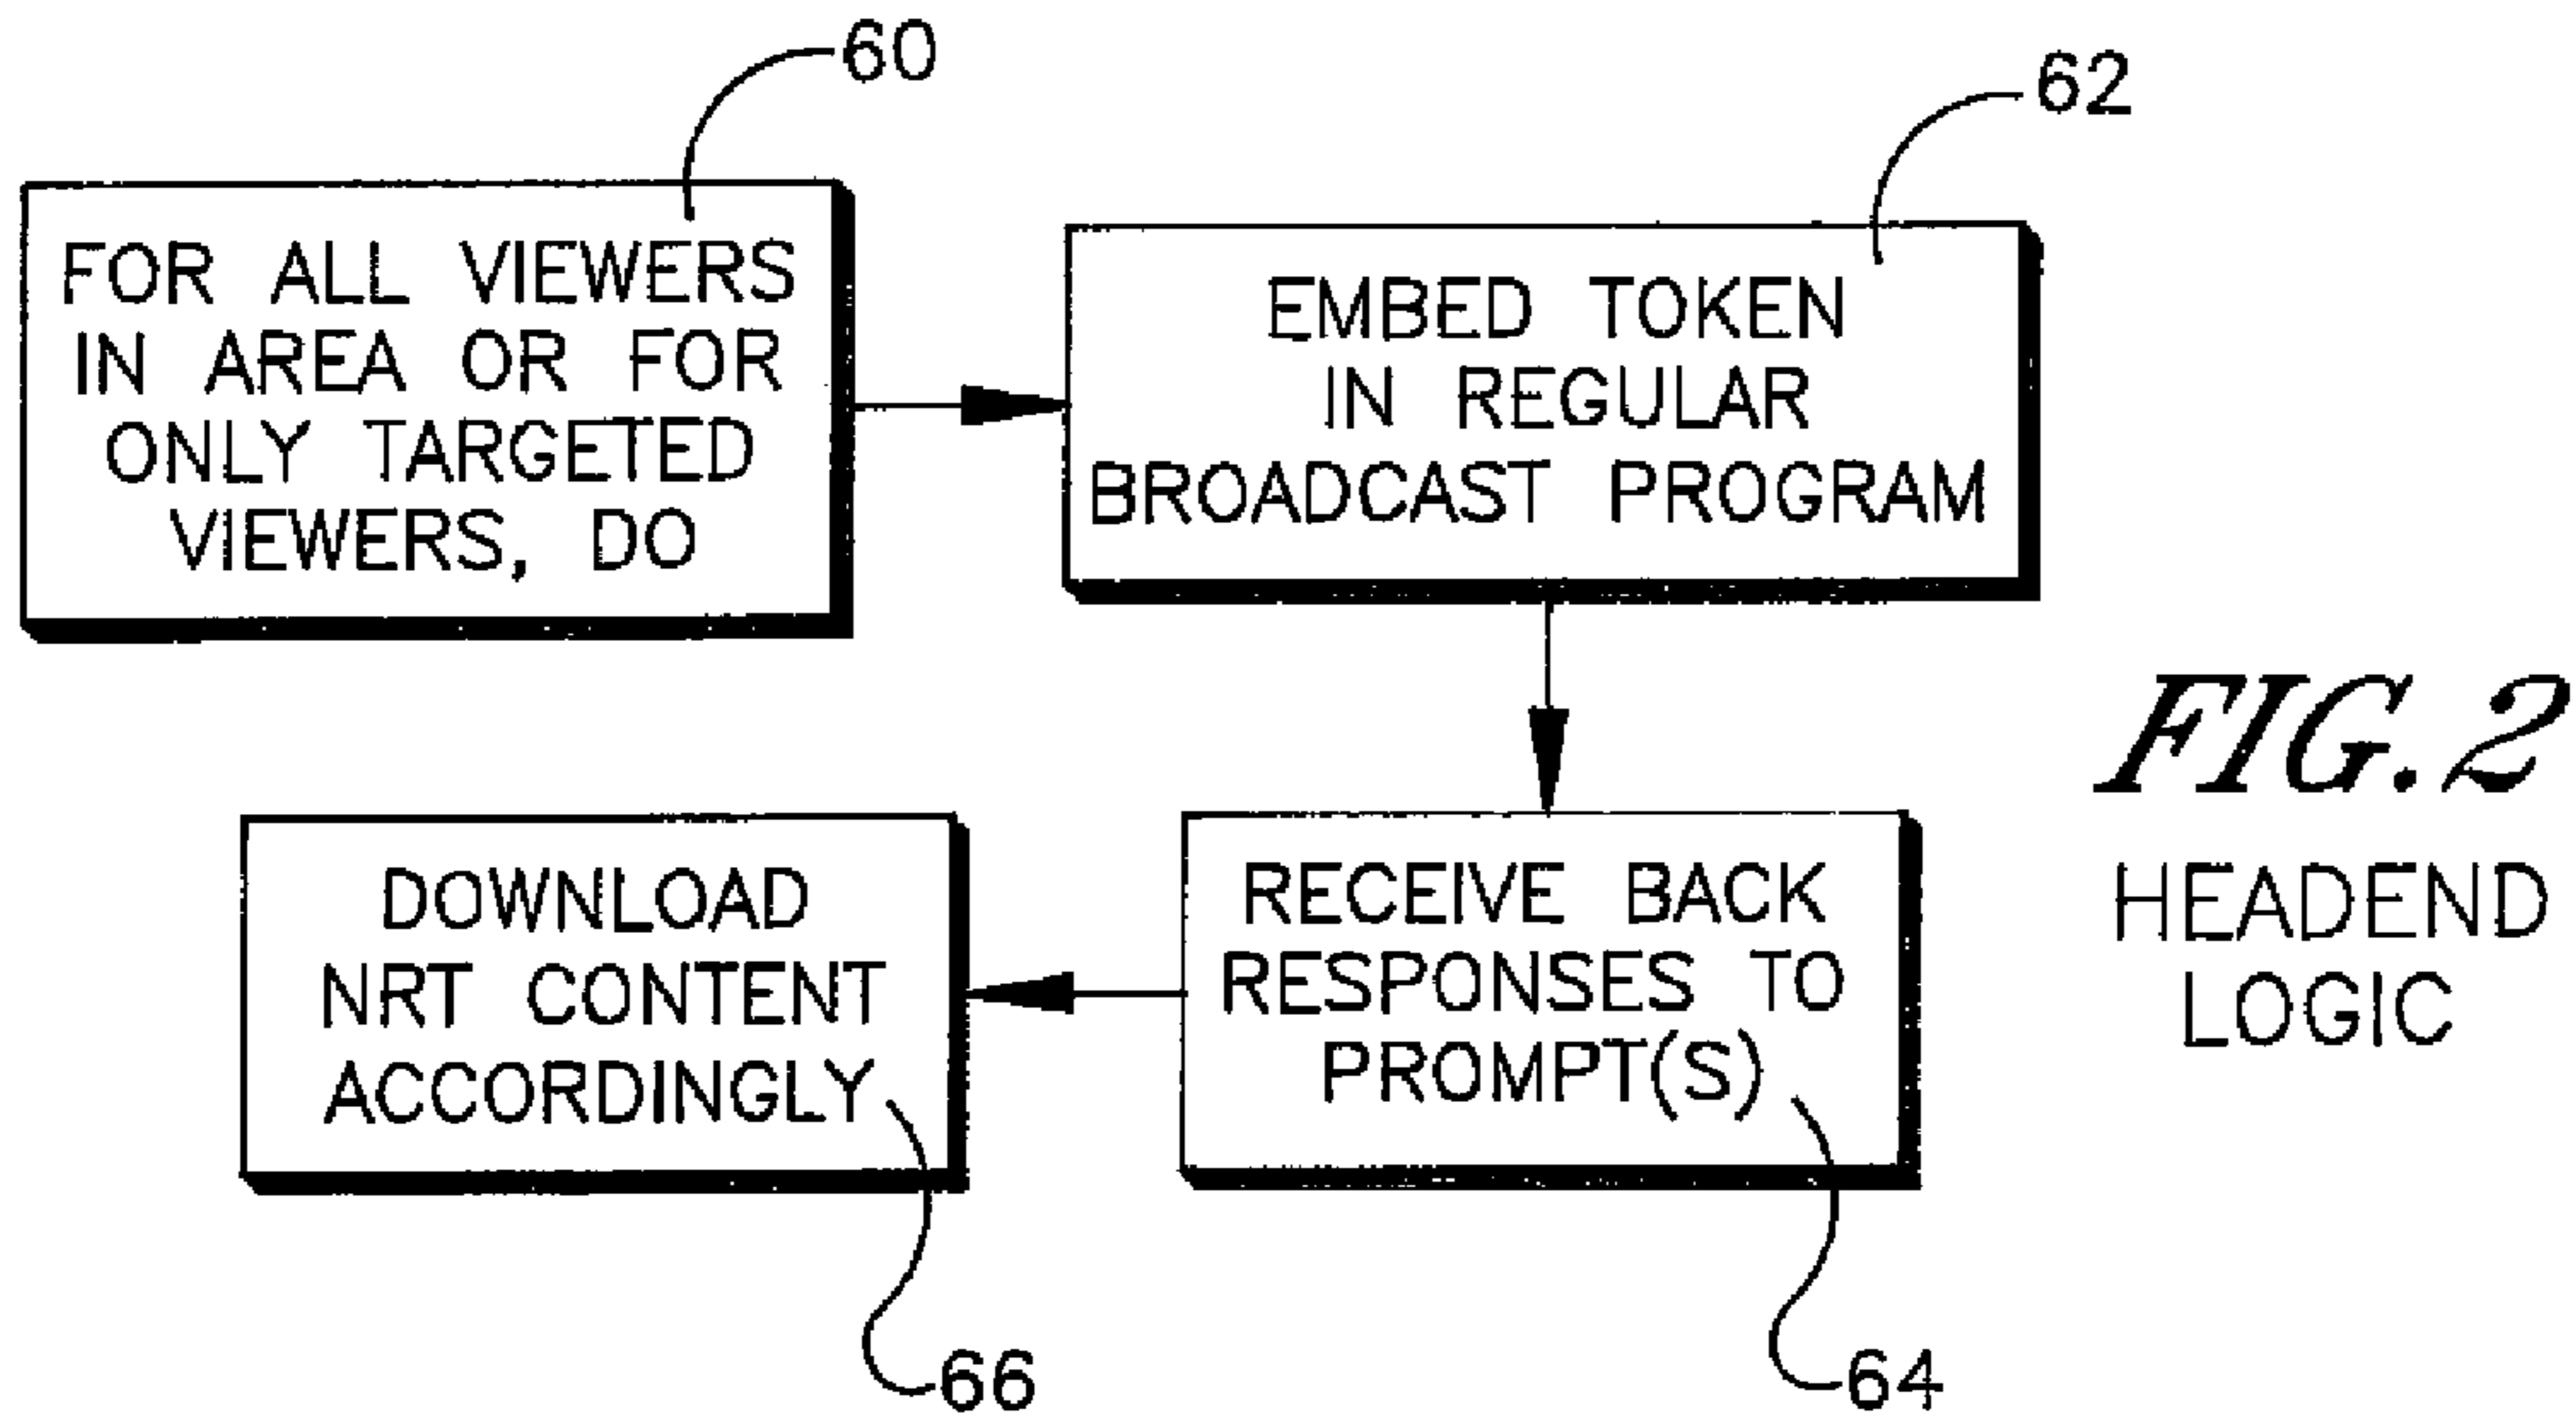 60
FOR ALL VIEWERS
IN AREA OR FOR
ONLY TARGETED
VIEWERS, DO
62
EMBED TOKEN
IN REGULAR
BROADCAST PROGRAM
RECEIVE BACK
RESPONSES TO
PROMPT(S)
64
DOWNLOAD
NRT CONTENT
ACCORDINGLY
66
FIG. 2
HEADEND
LOGIC